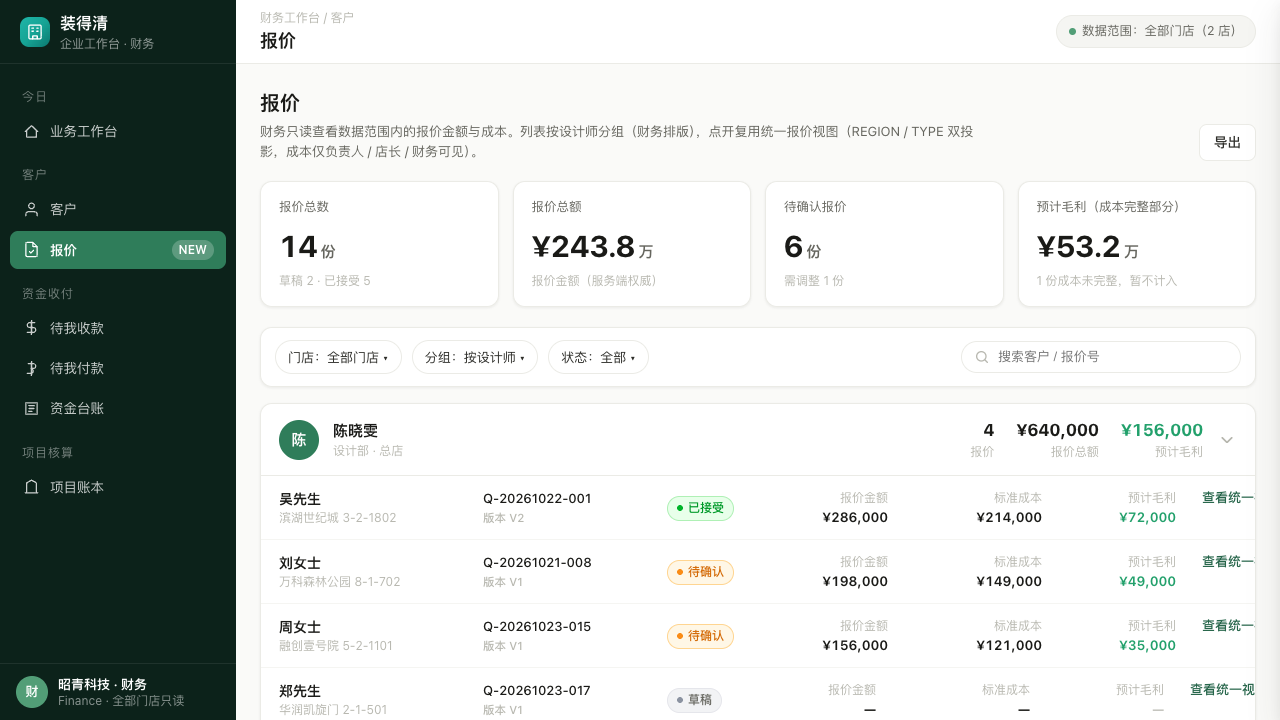 装得清
企业工作台 · 财务
今日
业务工作台
客户
客户
报价 NEW
资金收付
待我收款
待我付款
资金台账
项目核算
项目账本
财
昭青科技 · 财务
Finance · 全部门店只读
财务工作台 / 客户
报价
数据范围：全部门店（2 店）
报价
财务只读查看数据范围内的报价金额与成本。列表按设计师分组（财务排版），点开复用统一报价视图（REGION / TYPE 双投
影，成本仅负责人 / 店长 / 财务可见）。
导出
报价总数
14 份
草稿 2 · 已接受 5
报价总额
¥243.8 万
报价金额（服务端权威）
待确认报价
6 份
需调整 1 份
预计毛利（成本完整部分）
¥53.2 万
1 份成本未完整，暂不计入
门店：全部门店 ▾
分组：按设计师 ▾
状态：全部 ▾
搜索客户 / 报价号
陈
陈晓雯
设计部 · 总店
4
报价
¥640,000
报价总额
¥156,000
预计毛利
吴先生
滨湖世纪城 3-2-1802
Q-20261022-001
版本 V2
已接受
报价金额
¥286,000
标准成本
¥214,000
预计毛利
¥72,000
查看统一
刘女士
万科森林公园 8-1-702
Q-20261021-008
版本 V1
待确认
报价金额
¥198,000
标准成本
¥149,000
预计毛利
¥49,000
查看统一
周女士
融创壹号院 5-2-1101
Q-20261023-015
版本 V1
待确认
报价金额
¥156,000
标准成本
¥121,000
预计毛利
¥35,000
查看统一
郑先生
华润凯旋门 2-1-501
Q-20261023-017
版本 V1
草稿
报价金额
—
标准成本
—
预计毛利
—
查看统一视